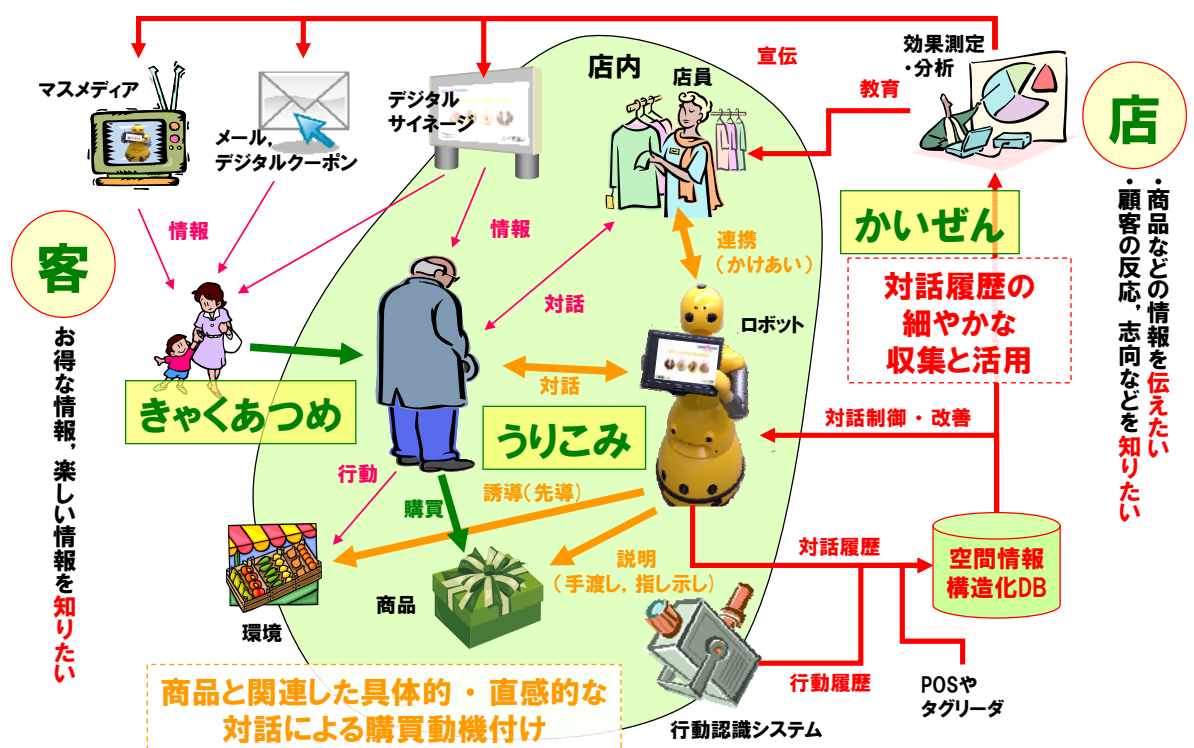 宣伝
効果測定
・分析
マスメディア
店内
店員
デジタル
サイネージ
メール,
デジタルクーポン
教育
店
・商品などの情報を伝えたい
・顧客の反応, 志向などを知りたい
客
お得な情報, 楽しい情報を知りたい
情報
情報
かいぜん
連携
(かけあい)
対話履歴の
細やかな
収集と活用
対話
ロボット
対話
きゃくあつめ
うりこみ
対話制御・改善
行動
購買
誘導(先導)
対話履歴
説明
(手渡し, 指し示し)
空間情報
構造化DB
商品
環境
行動履歴
POSや
タグリーダ
商品と関連した具体的・直感的な
対話による購買動機付け
行動認識システム